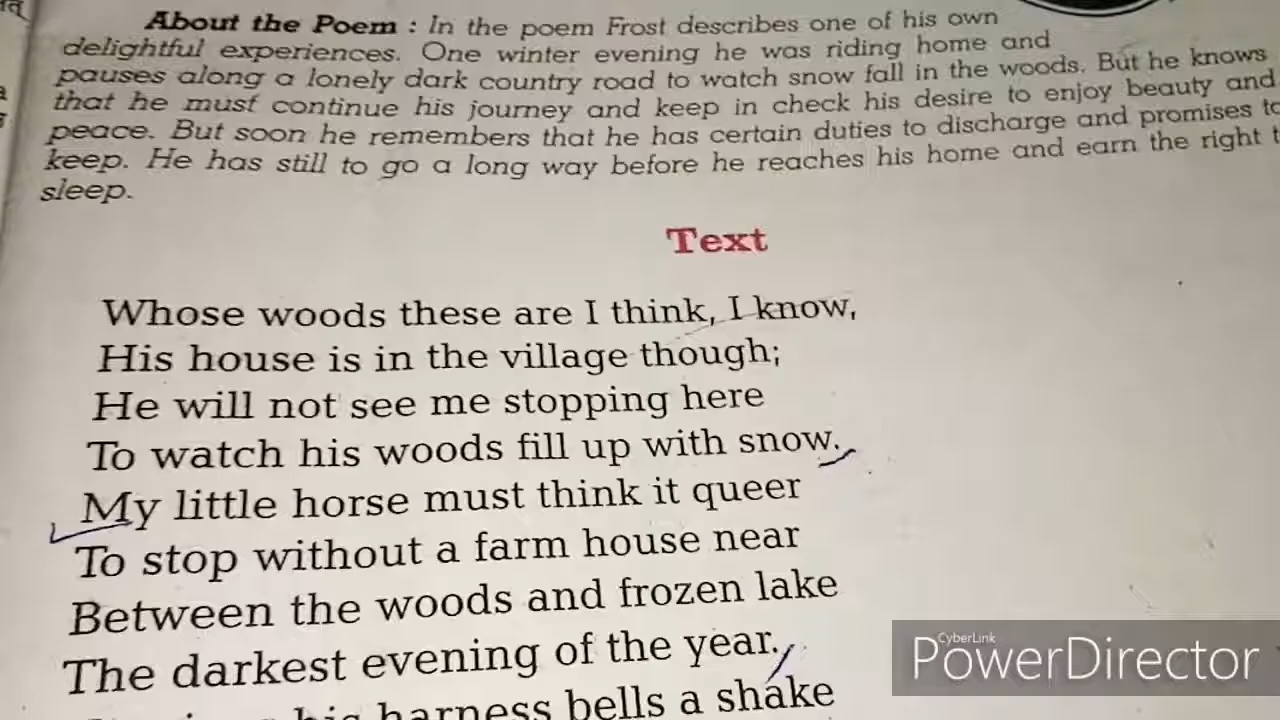 About the Poem : In the poem Frost describes one of his own
delightful experiences. One winter evening he was riding home and
pauses along a lonely dark country road to watch snow fall in the woods. But he knows
that he must continue his journey and keep in check his desire to enjoy beauty and
peace. But soon he remembers that he has certain duties to discharge and promises to
keep. He has still to go a long way before he reaches his home and earn the right t
sleep.
Text
Whose woods these are I think, I know,
His house is in the village though;
He will not see me stopping here
To watch his woods fill up with snow.
My little horse must think it queer
To stop without a farm house near
Between the woods and frozen lake
The darkest evening of the year.
his harness bells a shake
CyberLink
PowerDirector